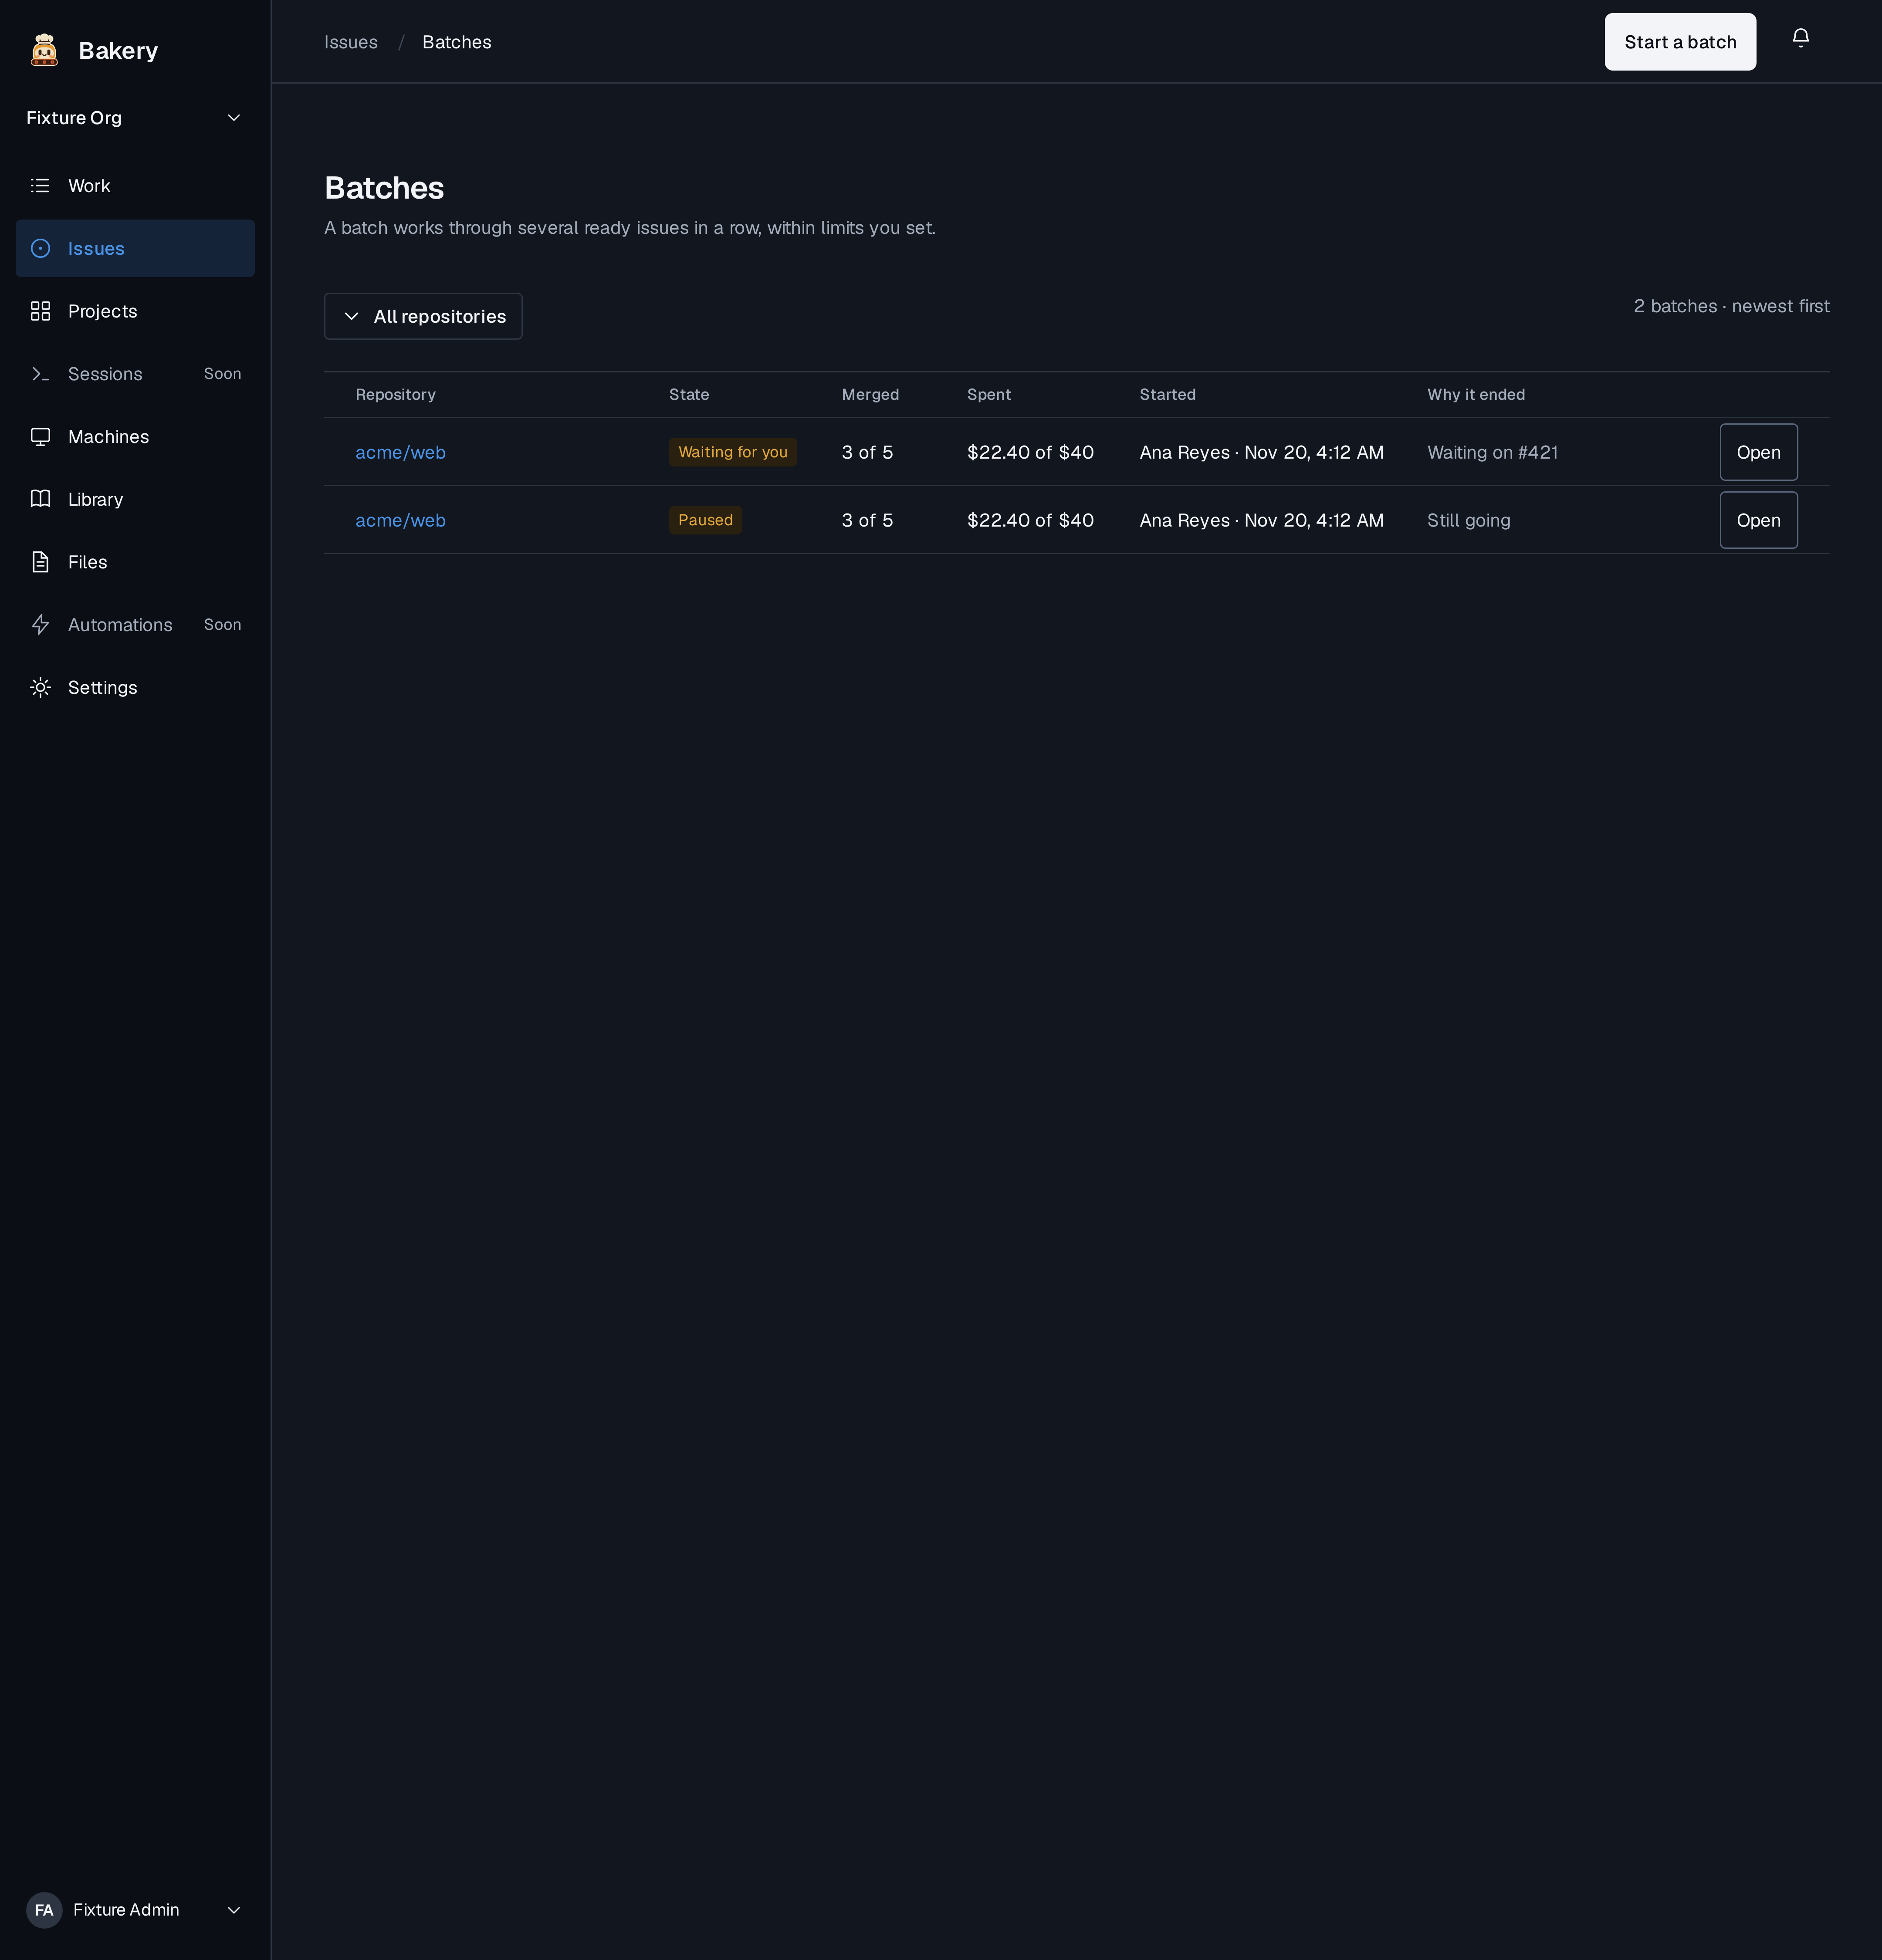 Bakery
Fixture Org
Work
Issues
Projects
Sessions Soon
Machines
Library
Files
Automations Soon
Settings
FA Fixture Admin
Issues / Batches
Start a batch
Batches
A batch works through several ready issues in a row, within limits you set.
All repositories
2 batches · newest first
Repository State Merged Spent Started Why it ended
acme/web Waiting for you 3 of 5 $22.40 of $40 Ana Reyes · Nov 20, 4:12 AM Waiting on #421 Open
acme/web Paused 3 of 5 $22.40 of $40 Ana Reyes · Nov 20, 4:12 AM Still going Open